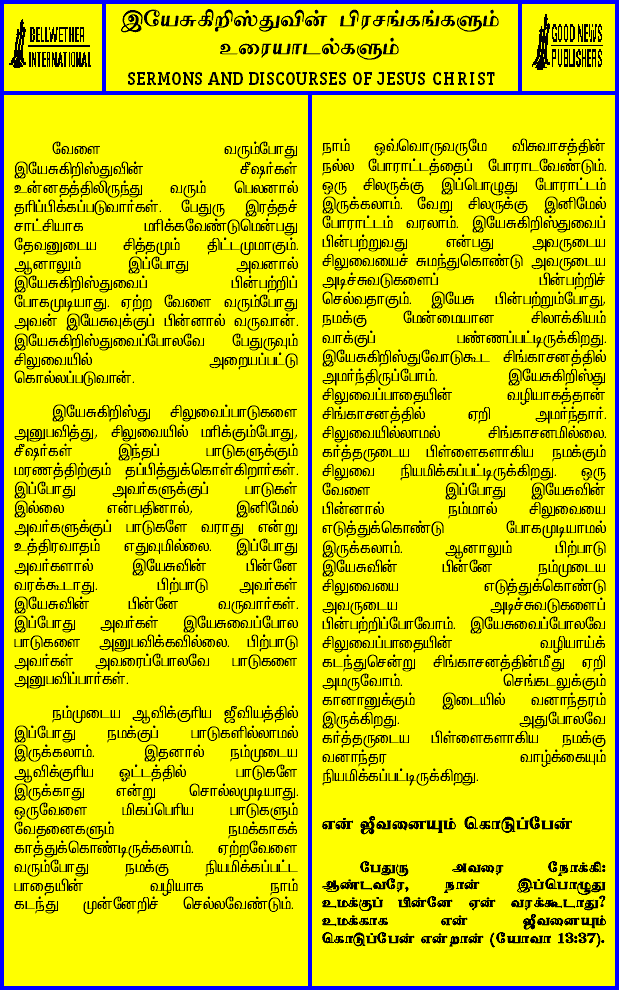 BELLWETHER
INTERNATIONAL
இயேசுகிறிஸ்துவின் பிரசங்கங்களும்
உரையாடல்களும்
SERMONS AND DISCOURSES OF JESUS CHRIST
GOOD NEWS
PUBLISHERS
வேளை வரும்போது
இயேசுகிறிஸ்துவின் சீஷர்கள்
உன்னதத்திலிருந்து வரும் பெலனால்
தரிப்பிக்கப்படுவார்கள். பேதுரு இரத்தச்
சாட்சியாக மரிக்கவேண்டுமென்பது
தேவனுடைய சித்தமும் திட்டமுமாகும்.
ஆனாலும் இப்போது அவனால்
இயேசுகிறிஸ்துவைப் பின்பற்றிப்
போகமுடியாது. ஏற்ற வேளை வரும்போது
அவன் இயேசுவுக்குப் பின்னால் வருவான்.
இயேசுகிறிஸ்துவைப்போலவே பேதுருவும்
சிலுவையில் அறையப்பட்டு
கொல்லப்படுவான்.
இயேசுகிறிஸ்து சிலுவைப்பாடுகளை
அனுபவித்து, சிலுவையில் மரிக்கும்போது,
சீஷர்கள் இந்தப் பாடுகளுக்கும்
மரணத்திற்கும் தப்பித்துக்கொள்கிறார்கள்.
இப்போது அவர்களுக்குப் பாடுகள்
இல்லை என்பதினால், இனிமேல்
அவர்களுக்குப் பாடுகளே வராது என்று
உத்திரவாதம் எதுவுமில்லை. இப்போது
அவர்களால் இயேசுவின் பின்னே
வரக்கூடாது. பிற்பாடு அவர்கள்
இயேசுவின் பின்னே வருவார்கள்.
இப்போது அவர்கள் இயேசுவைப்போல
பாடுகளை அனுபவிக்கவில்லை. பிற்பாடு
அவர்கள் அவரைப்போலவே பாடுகளை
அனுபவிப்பார்கள்.
நம்முடைய ஆவிக்குரிய ஜீவியத்தில்
இப்போது நமக்குப் பாடுகளில்லாமல்
இருக்கலாம். இதனால் நம்முடைய
ஆவிக்குரிய ஓட்டத்தில் பாடுகளே
இருக்காது என்று சொல்லமுடியாது.
ஒருவேளை மிகப்பெரிய பாடுகளும்
வேதனைகளும் நமக்காகக்
காத்துக்கொண்டிருக்கலாம். ஏற்றவேளை
வரும்போது நமக்கு நியமிக்கப்பட்ட
பாதையின் வழியாக நாம்
கடந்து முன்னேறிச் செல்லவேண்டும்.
நாம் ஒவ்வொருவருமே விசுவாசத்தின்
நல்ல போராட்டத்தைப் போராடவேண்டும்.
ஒரு சிலருக்கு இப்பொழுது போராட்டம்
இருக்கலாம். வேறு சிலருக்கு இனிமேல்
போராட்டம் வரலாம். இயேசுகிறிஸ்துவைப்
பின்பற்றுவது என்பது அவருடைய
சிலுவையைச் சுமந்துகொண்டு அவருடைய
அடிச்சுவடுகளைப் பின்பற்றிச்
செல்வதாகும். இயேசு பின்பற்றும்போது,
நமக்கு மேன்மையான சிலாக்கியம்
வாக்குப் பண்ணப்பட்டிருக்கிறது.
இயேசுகிறிஸ்துவோடுகூட சிங்காசனத்தில்
அமர்ந்திருப்போம். இயேசுகிறிஸ்து
சிலுவைப்பாதையின் வழியாகத்தான்
சிங்காசனத்தில் ஏறி அமர்ந்தார்.
சிலுவையில்லாமல் சிங்காசனமில்லை.
கர்த்தருடைய பிள்ளைகளாகிய நமக்கும்
சிலுவை நியமிக்கப்பட்டிருக்கிறது. ஒரு
வேளை இப்போது இயேசுவின்
பின்னால் நம்மால் சிலுவையை
எடுத்துக்கொண்டு போகமுடியாமல்
இருக்கலாம். ஆனாலும் பிற்பாடு
இயேசுவின் பின்னே நம்முடைய
சிலுவையை எடுத்துக்கொண்டு
அவருடைய அடிச்சுவடுகளைப்
பின்பற்றிப்போவோம். இயேசுவைப்போலவே
சிலுவைப்பாதையின் வழியாய்க்
கடந்துசென்று சிங்காசனத்தின்மீது ஏறி
அமருவோம். செங்கடலுக்கும்
கானானுக்கும் இடையில் வனாந்தரம்
இருக்கிறது. அதுபோலவே
கர்த்தருடைய பிள்ளைகளாகிய நமக்கு
வனாந்தர வாழ்க்கையும்
நியமிக்கப்பட்டிருக்கிறது.
என் ஜீவனையும் கொடுப்பேன்
பேதுரு அவரை நோக்கி:
ஆண்டவரே, நான் இப்பொழுது
உமக்குப் பின்னே ஏன் வரக்கூடாது?
உமக்காக என் ஜீவனையும்
கொடுப்பேன் என்றான் (யோவா 13:37).